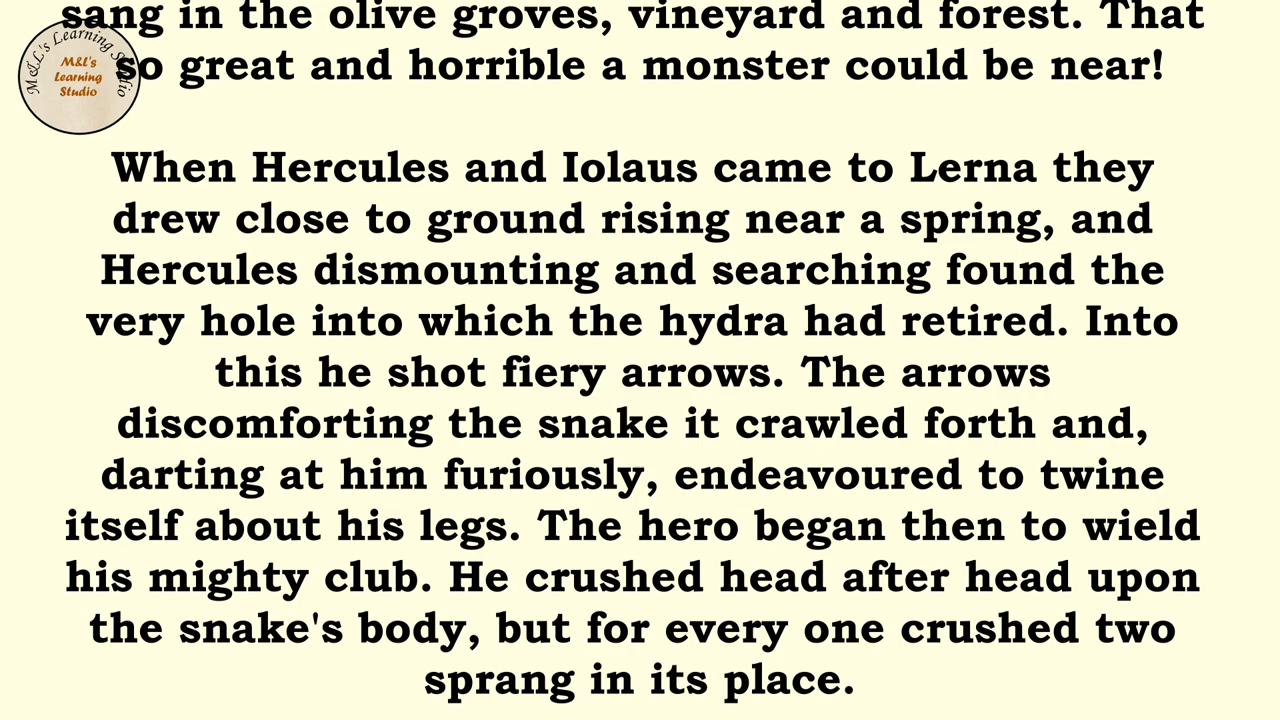 sang in the olive groves, vineyard and forest. That
so great and horrible a monster could be near!
M&L's Learning Studio
M&L's
Learning
Studio
When Hercules and Iolaus came to Lerna they
drew close to ground rising near a spring, and
Hercules dismounting and searching found the
very hole into which the hydra had retired. Into
this he shot fiery arrows. The arrows
discomforting the snake it crawled forth and,
darting at him furiously, endeavoured to twine
itself about his legs. The hero began then to wield
his mighty club. He crushed head after head upon
the snake's body, but for every one crushed two
sprang in its place.